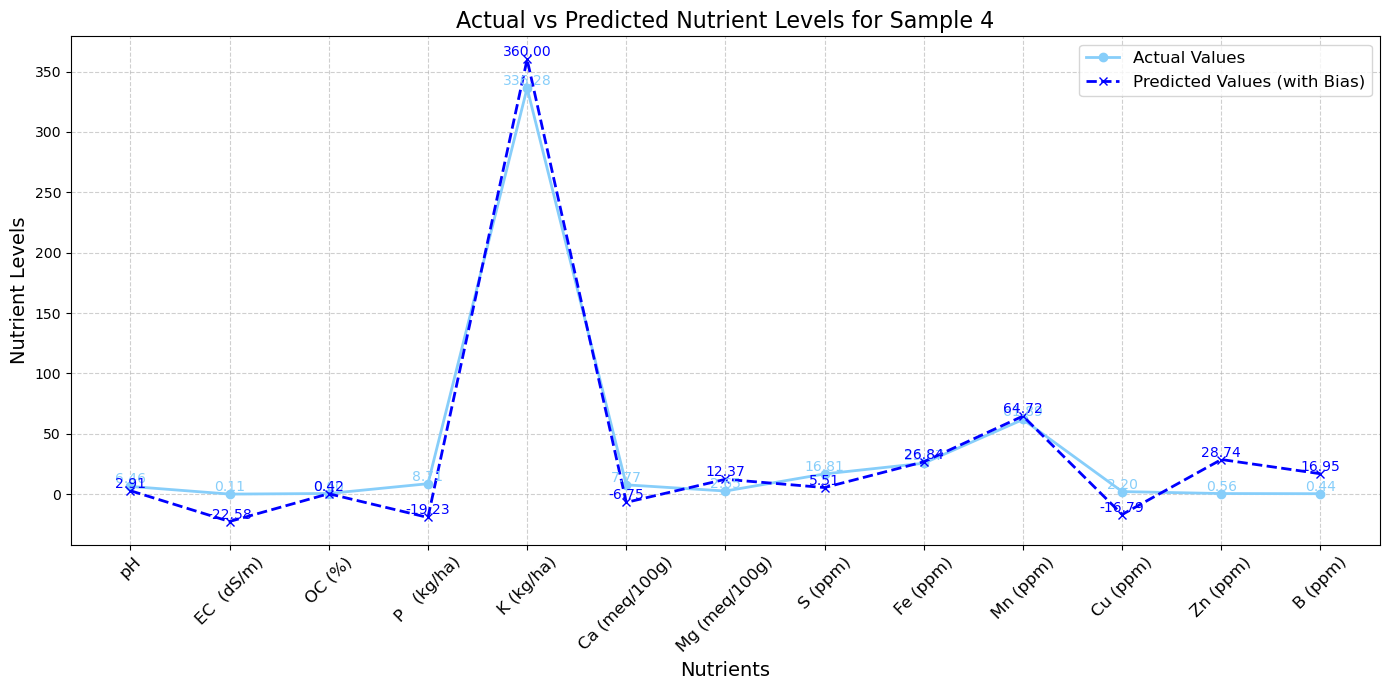 Actual vs Predicted Nutrient Levels for Sample 4
Actual Values
Predicted Values (with Bias)
Nutrient Levels
350
300
250
200
150
100
50
0
360.00
6.46
2.91
0.11
-22.58
0.42
-19.23
-6.75
12.37
16.81
5.51
26.84
64.72
2.20
-16.79
28.74
0.56
16.95
0.44
pH
EC (dS/m)
OC (%)
P (kg/ha)
K (kg/ha)
Ca (meq/100g)
Mg (meq/100g)
S (ppm)
Fe (ppm)
Mn (ppm)
Cu (ppm)
Zn (ppm)
B (ppm)
Nutrients